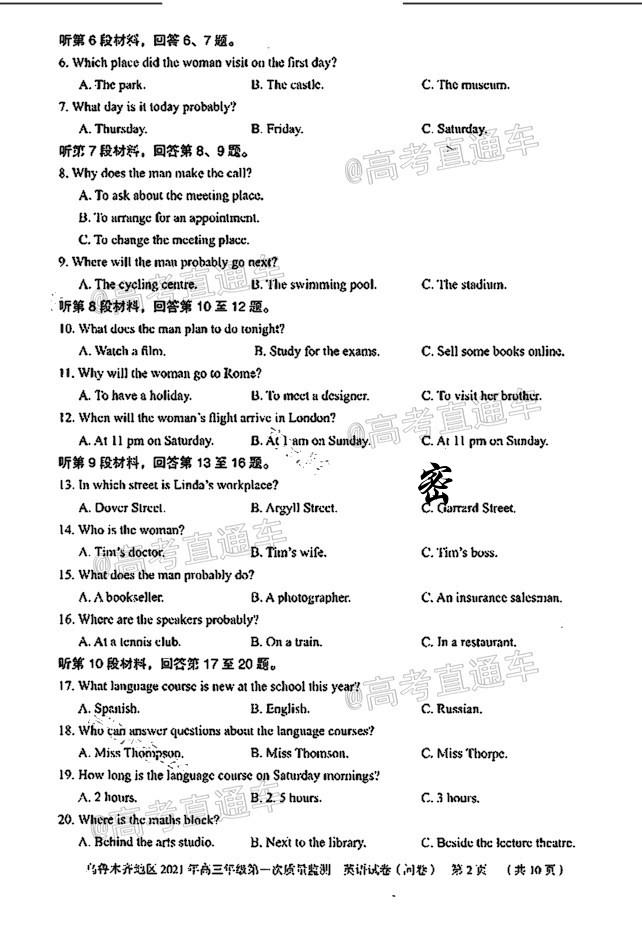 听第 6 段材料，回答 6、7 题。
6. Which place did the woman visit on the first day?
A. The park. B. The castle. C. The museum.
7. What day is it today probably?
A. Thursday. B. Friday. C. Saturday.
@高考直通车
听第 7 段材料，回答第 8、9 题。
8. Why does the man make the call?
A. To ask about the meeting place.
B. To arrange for an appointment.
C. To change the meeting place.
9. Where will the man probably go next?
A. The cycling centre. B. The swimming pool. C. The stadium.
@高考直通车
听第 8 段材料，回答第 10 至 12 题。
10. What does the man plan to do tonight?
A. Watch a film. B. Study for the exams. C. Sell some books online.
11. Why will the woman go to Rome?
A. To have a holiday. B. To meet a designer. C. To visit her brother.
12. When will the woman's flight arrive in London?
@高考直通车
A. At 11 pm on Saturday. B. At 1 am on Sunday. C. At 11 pm on Sunday.
听第 9 段材料，回答第 13 至 16 题。
密
13. In which street is Linda's workplace?
A. Dover Street. B. Argyll Street. C. Garrard Street.
14. Who is the woman?
A. Tim's doctor. B. Tim's wife. C. Tim's boss.
@高考直通车
15. What does the man probably do?
A. A bookseller. B. A photographer. C. An insurance salesman.
16. Where are the speakers probably?
A. At a tennis club. B. On a train. C. In a restaurant.
听第 10 段材料，回答第 17 至 20 题。
17. What language course is new at the school this year?
@高考直通车
A. Spanish. B. English. C. Russian.
18. Who can answer questions about the language courses?
A. Miss Thompson. B. Miss Thomson. C. Miss Thorpe.
19. How long is the language course on Saturday mornings?
A. 2 hours. B. 2. 5 hours. C. 3 hours.
@高考直通车
20. Where is the maths block?
A. Behind the arts studio. B. Next to the library. C. Beside the lecture theatre.
乌鲁木齐地区 2021 年高三年级第一次质量监测 英语试卷（问卷） 第 2 页 （共 10 页）